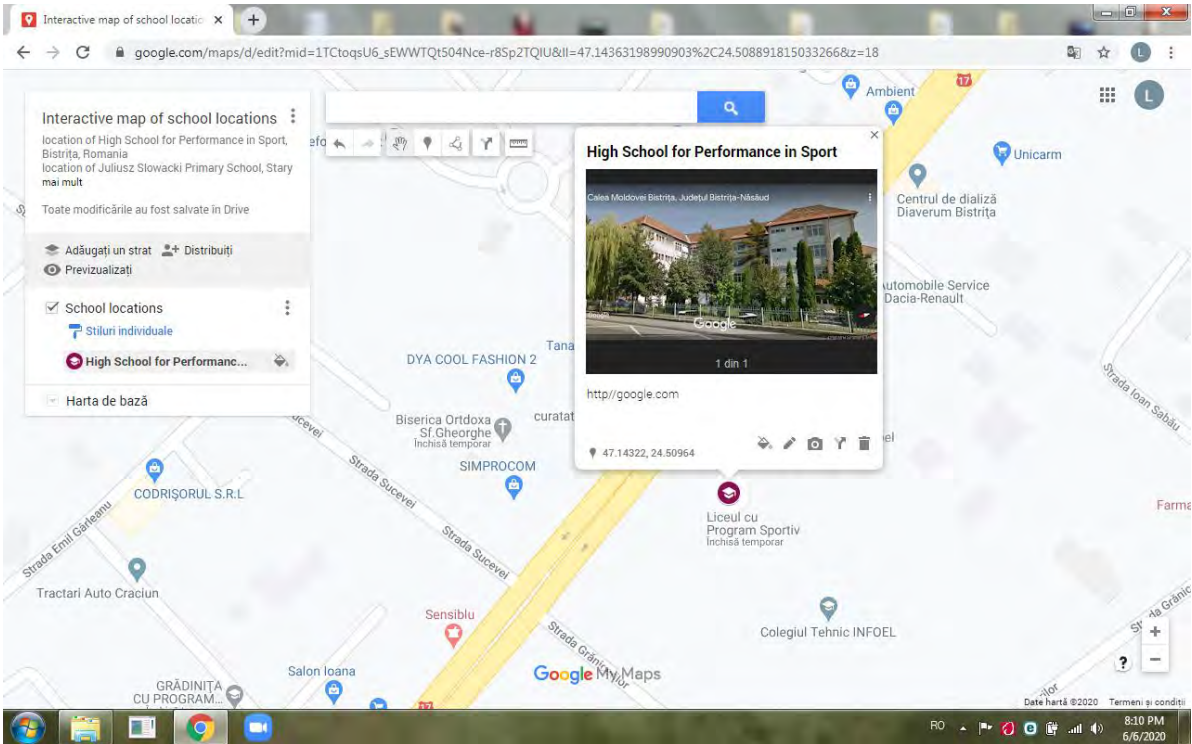 Interactive map of school locatio
google.com/maps/d/edit?mid=1TCtoqsU6_sEWWTQt504Nce-r8Sp2TQIU&ll=47.14363198990903%2C24.508891815033266&z=18
L
Interactive map of school locations
location of High School for Performance in Sport,
Bistrița, Romania
location of Juliusz Slowacki Primary School, Stary
mai mult
Toate modificările au fost salvate în Drive
Adăugați un strat
Distribuiți
Previzualizați
School locations
Stiluri individuale
High School for Performanc...
Harta de bază
High School for Performance in Sport
Calea Moldovei Bistrița, Județul Bistrița-Năsăud
Google
1 din 1
http//google.com
47.14322, 24.50964
Ambient
17
L
Unicarm
Centrul de dializă
Diaverum Bistrița
utomobile Service
Dacia-Renault
Strada Ioan Sabău
DYA COOL FASHION 2
Tana
Biserica Ortdoxa
Sf.Gheorghe
Închisă temporar
curatat
SIMPROCOM
CODRIȘORUL S.R.L
cevei
Strada Sucevei
Strada Sucevei
Strada Emil Gârleanu
Tractari Auto Craciun
el
Liceul cu
Program Sportiv
Închisă temporar
Farma
Sensiblu
Strada Grănicerilor
Colegiul Tehnic INFOEL
Salon Ioana
GRĂDINIȚA
CU PROGRAM...
17
Google My Maps
Date hartă ©2020
Termeni și condiții
RO
8:10 PM
6/6/2020